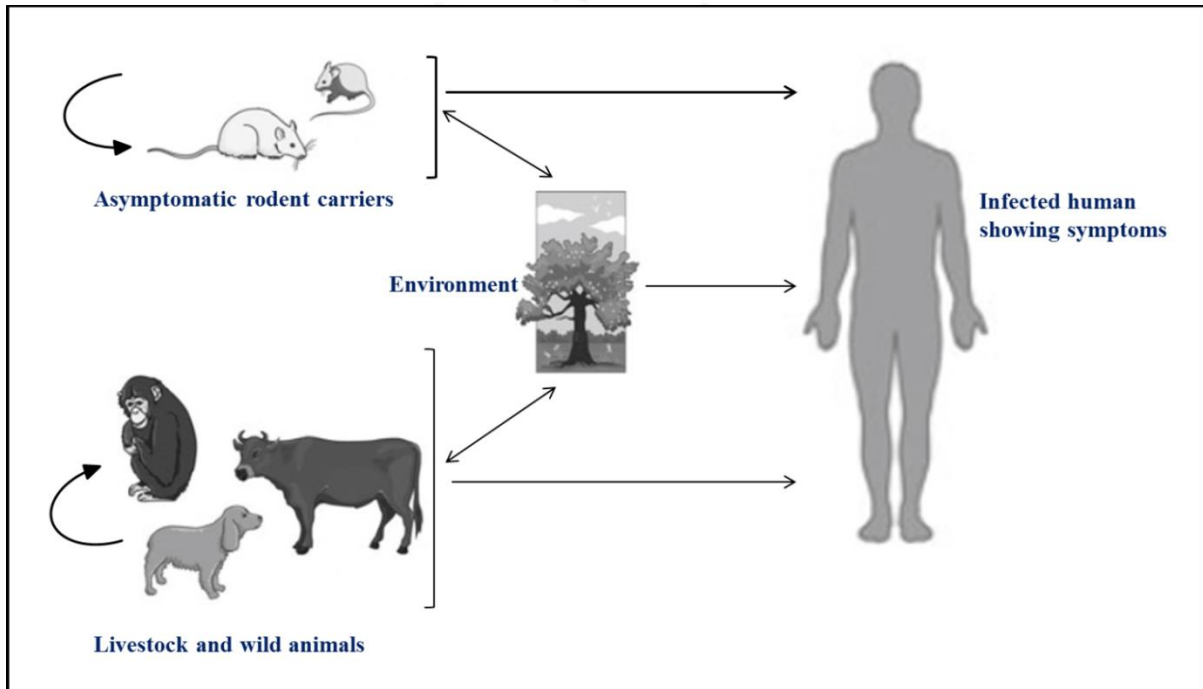 Asymptomatic rodent carriers
Infected human
showing symptoms
Environment
Livestock and wild animals